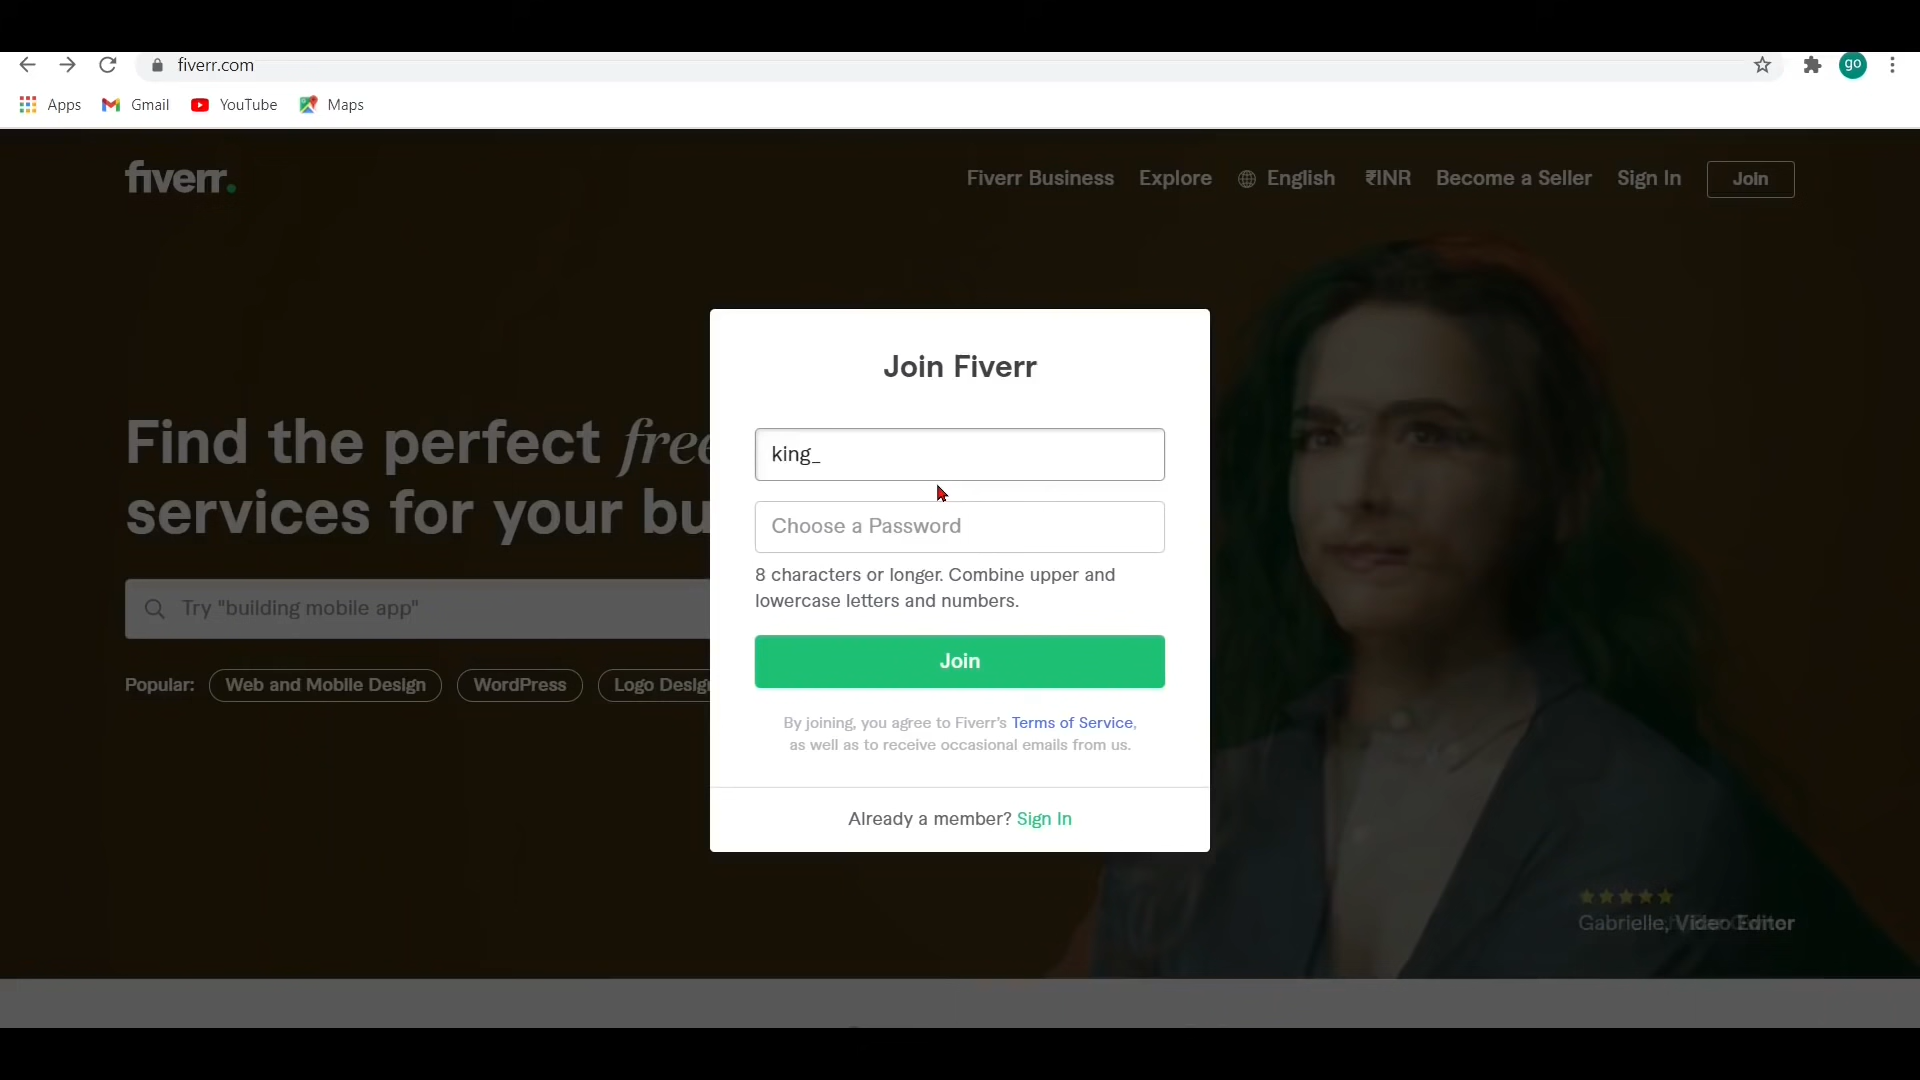 fiverr.com
Apps Gmail YouTube Maps
fiverr.
Fiverr Business Explore English ₹INR Become a Seller Sign In Join
Join Fiverr
king_
Choose a Password
8 characters or longer. Combine upper and
lowercase letters and numbers.
Join
By joining, you agree to Fiverr's Terms of Service,
as well as to receive occasional emails from us.
Already a member? Sign In
Find the perfect free
services for your bu
Try "building mobile app"
Popular: Web and Mobile Design WordPress Logo Design
★★★★★
Gabrielle, Video Editor
go